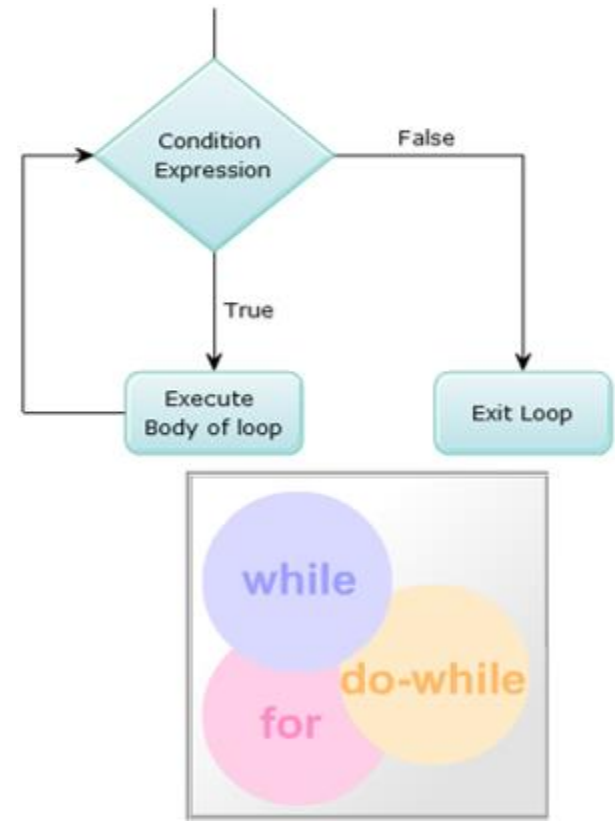 Condition
Expression
False
True
Execute
Body of loop
Exit Loop
while
do-while
for